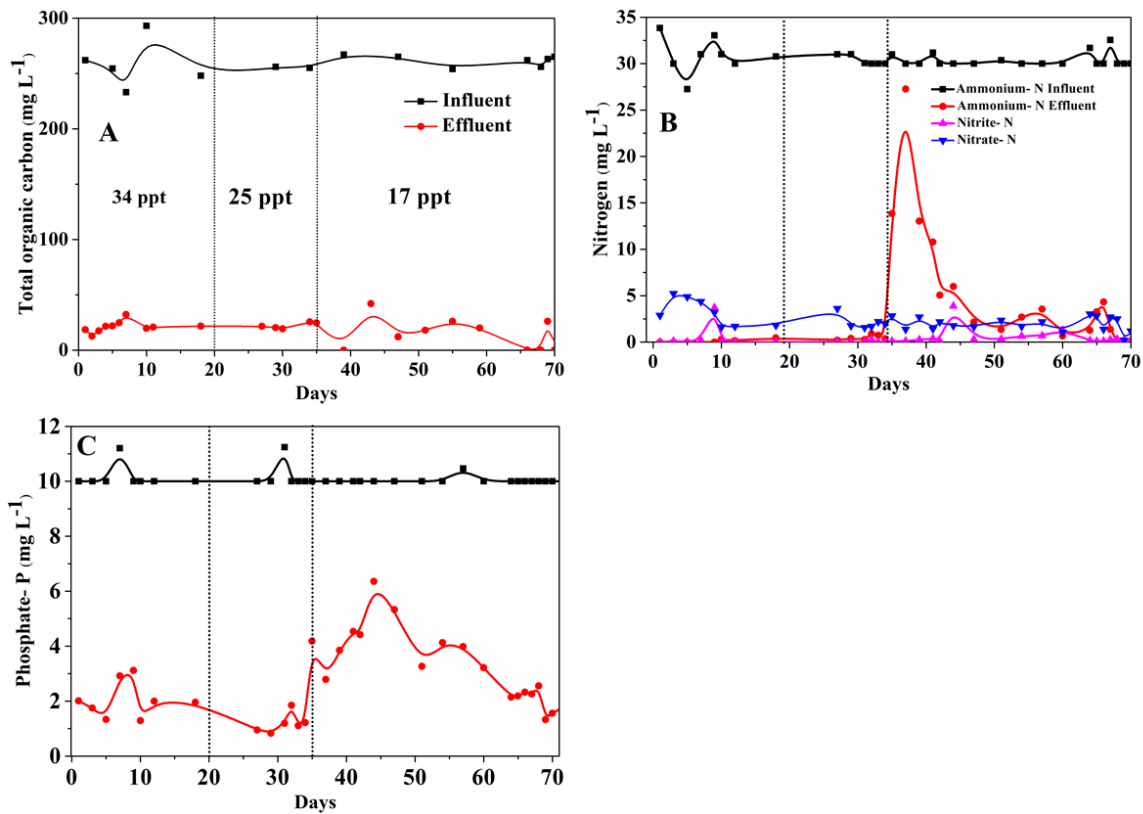 300
200
100
0
Total organic carbon (mg L-1)
A
Influent
Effluent
34 ppt
25 ppt
17 ppt
0 10 20 30 40 50 60 70
Days
35
30
25
20
15
10
5
0
Nitrogen (mg L-1)
B
Ammonium- N Influent
Ammonium- N Effluent
Nitrite- N
Nitrate- N
0 10 20 30 40 50 60 70
Days
12
10
8
6
4
2
0
Phosphate- P (mg L-1)
C
0 10 20 30 40 50 60 70
Days